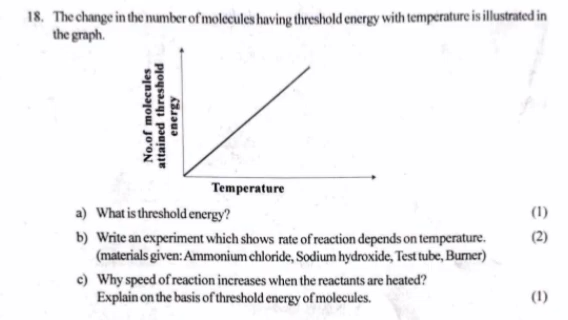 18. The change in the number of molecules having threshold energy with temperature is illustrated in
the graph.
No.of molecules
attained threshold
energy
Temperature
a) What is threshold energy? (1)
b) Write an experiment which shows rate of reaction depends on temperature. (2)
(materials given: Ammonium chloride, Sodium hydroxide, Test tube, Burner)
c) Why speed of reaction increases when the reactants are heated?
Explain on the basis of threshold energy of molecules. (1)